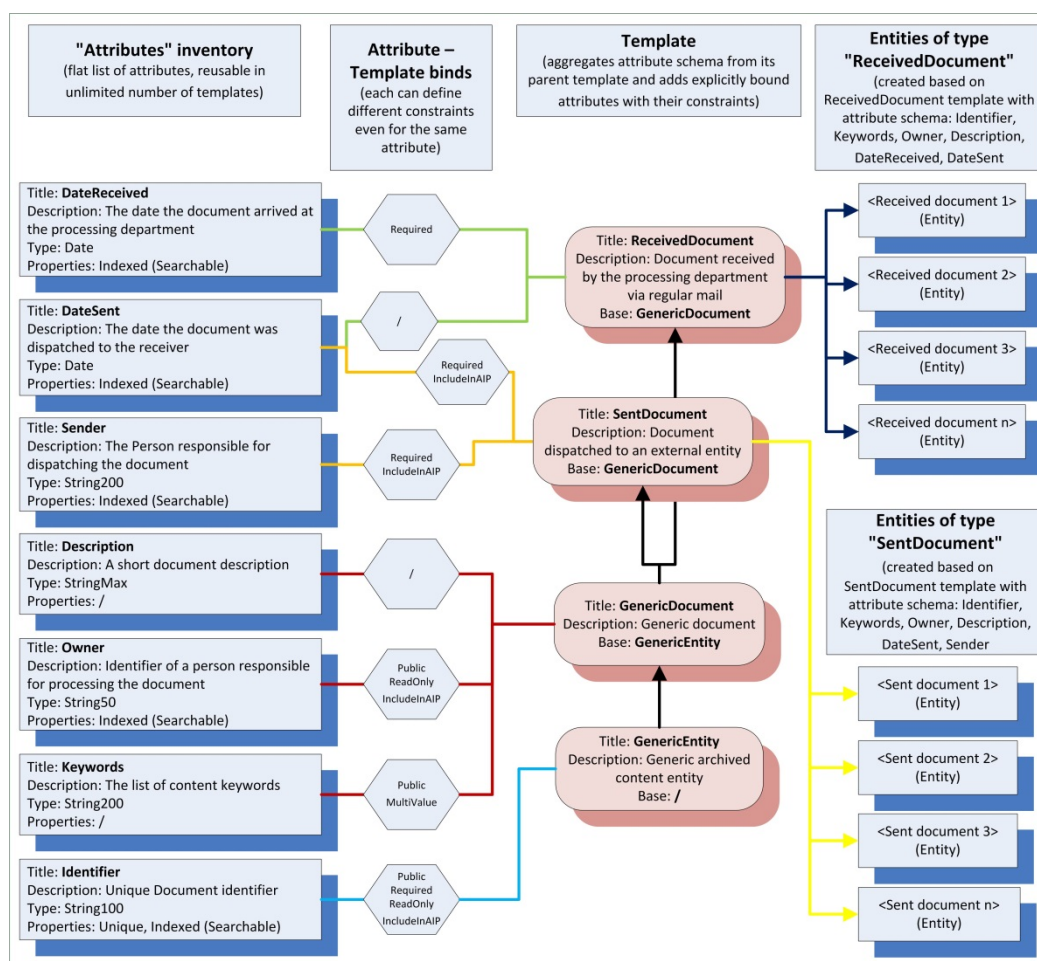 "Attributes" inventory
(flat list of attributes, reusable in
unlimited number of templates)
Attribute –
Template binds
(each can define
different constraints
even for the same
attribute)
Template
(aggregates attribute schema from its
parent template and adds explicitly bound
attributes with their constraints)
Entities of type
"ReceivedDocument"
(created based on
ReceivedDocument template with
attribute schema: Identifier,
Keywords, Owner, Description,
DateReceived, DateSent
Title: DateReceived
Description: The date the document arrived at
the processing department
Type: Date
Properties: Indexed (Searchable)
Title: DateSent
Description: The date the document was
dispatched to the receiver
Type: Date
Properties: Indexed (Searchable)
Title: Sender
Description: The Person responsible for
dispatching the document
Type: String200
Properties: Indexed (Searchable)
Title: Description
Description: A short document description
Type: StringMax
Properties: /
Title: Owner
Description: Identifier of a person responsible
for processing the document
Type: String50
Properties: Indexed (Searchable)
Title: Keywords
Description: The list of content keywords
Type: String200
Properties: /
Title: Identifier
Description: Unique Document identifier
Type: String100
Properties: Unique, Indexed (Searchable)
Required
/
Required
IncludeInAIP
Required
IncludeInAIP
/
Public
ReadOnly
IncludeInAIP
Public
MultiValue
Public
Required
ReadOnly
IncludeInAIP
Title: ReceivedDocument
Description: Document received
by the processing department
via regular mail
Base: GenericDocument
Title: SentDocument
Description: Document
dispatched to an external entity
Base: GenericDocument
Title: GenericDocument
Description: Generic document
Base: GenericEntity
Title: GenericEntity
Description: Generic archived
content entity
Base: /
<Received document 1>
(Entity)
<Received document 2>
(Entity)
<Received document 3>
(Entity)
<Received document n>
(Entity)
Entities of type
"SentDocument"
(created based on
SentDocument template with
attribute schema: Identifier,
Keywords, Owner, Description,
DateSent, Sender
<Sent document 1>
(Entity)
<Sent document 2>
(Entity)
<Sent document 3>
(Entity)
<Sent document n>
(Entity)